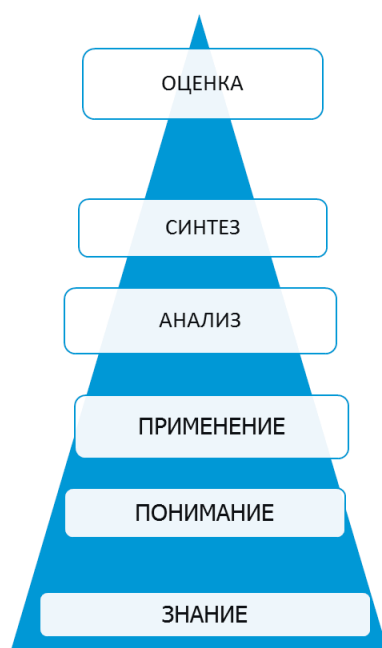 ОЦЕНКА
СИНТЕЗ
АНАЛИЗ
ПРИМЕНЕНИЕ
ПОНИМАНИЕ
ЗНАНИЕ